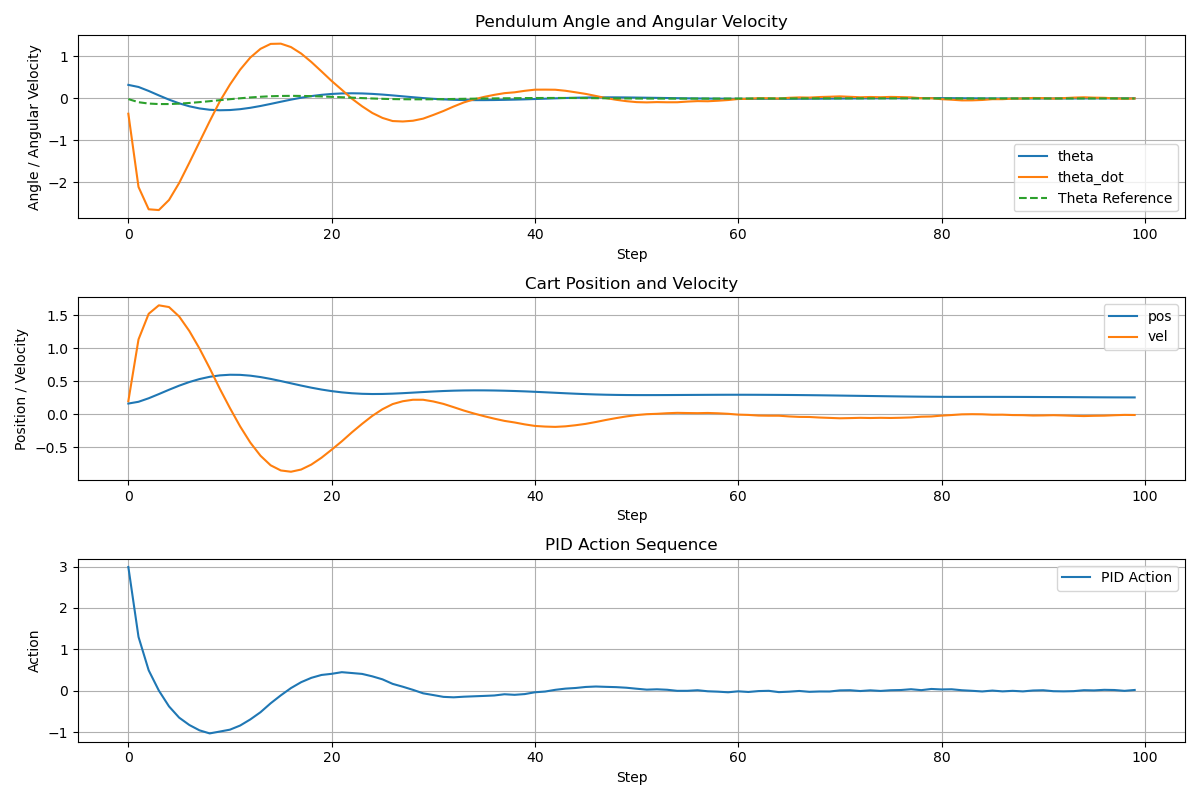 Pendulum Angle and Angular Velocity
Angle / Angular Velocity
1
0
−1
−2
theta
theta_dot
Theta Reference
0 20 40 60 80 100
Step
Cart Position and Velocity
Position / Velocity
1.5
1.0
0.5
0.0
−0.5
pos
vel
0 20 40 60 80 100
Step
PID Action Sequence
Action
3
2
1
0
−1
PID Action
0 20 40 60 80 100
Step